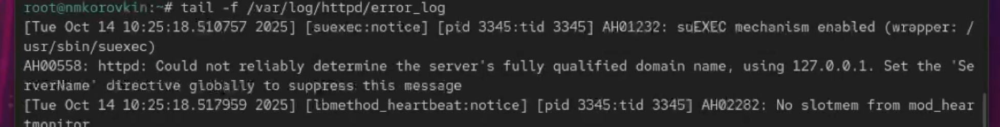 root@nmkorovkin:~# tail -f /var/log/httpd/error_log
[Tue Oct 14 10:25:18.510757 2025] [suexec:notice] [pid 3345:tid 3345] AH01232: suEXEC mechanism enabled (wrapper: /
usr/sbin/suexec)
AH00558: httpd: Could not reliably determine the server's fully qualified domain name, using 127.0.0.1. Set the 'Se
rverName' directive globally to suppress this message
[Tue Oct 14 10:25:18.517959 2025] [lbmethod_heartbeat:notice] [pid 3345:tid 3345] AH02282: No slotmem from mod_hear
tmonitor